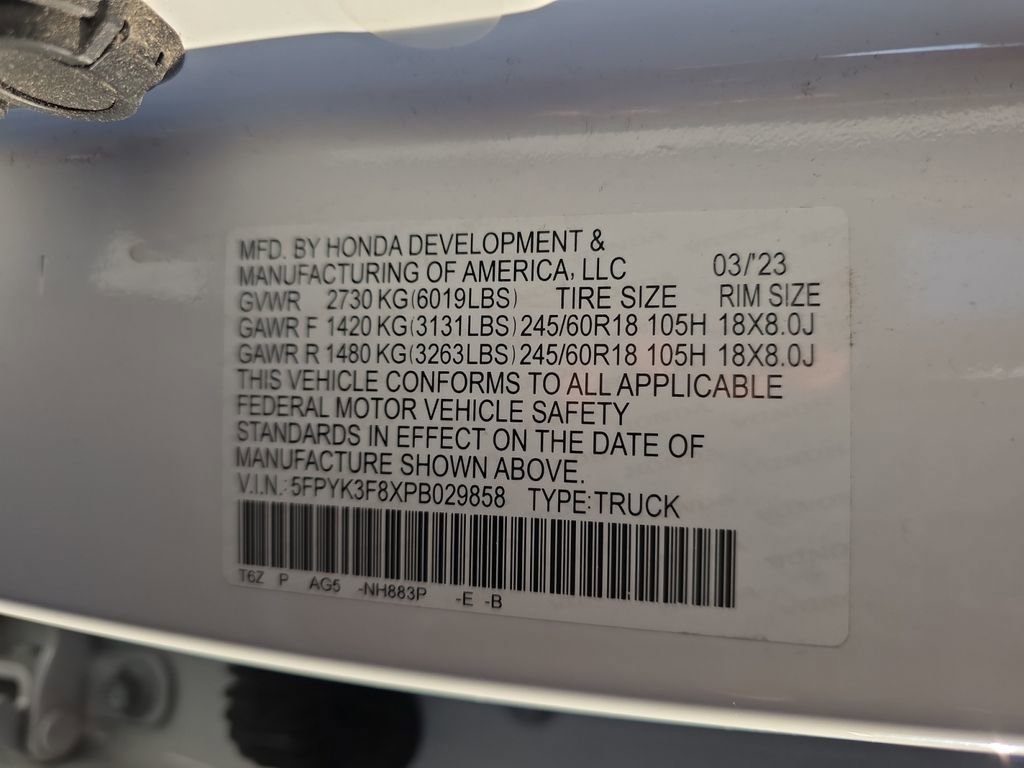 MFD. BY HONDA DEVELOPMENT &
MANUFACTURING OF AMERICA, LLC 03/'23
GVWR 2730 KG(6019LBS) TIRE SIZE RIM SIZE
GAWR F 1420 KG(3131LBS) 245/60R18 105H 18X8.0J
GAWR R 1480 KG(3263LBS) 245/60R18 105H 18X8.0J
THIS VEHICLE CONFORMS TO ALL APPLICABLE
FEDERAL MOTOR VEHICLE SAFETY
STANDARDS IN EFFECT ON THE DATE OF
MANUFACTURE SHOWN ABOVE.
V.I.N.: 5FPYK3F8XPB029858 TYPE:TRUCK
T6Z P AG5 -NH883P -E -B